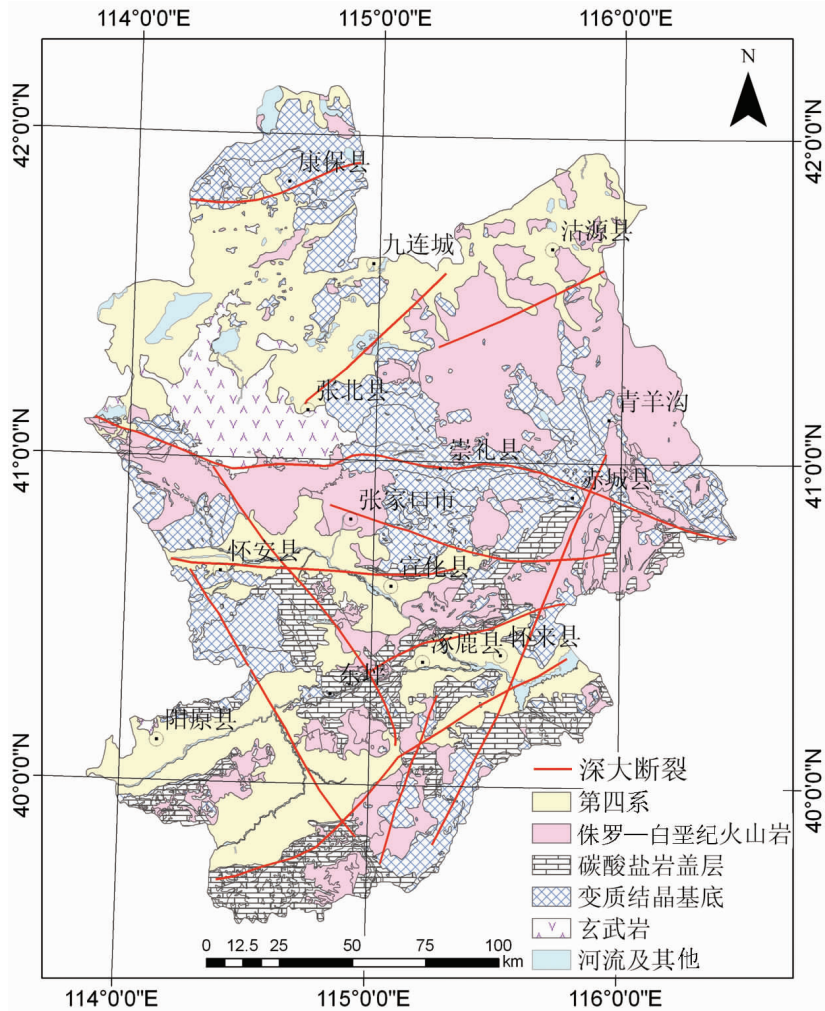 114°0'0"E 115°0'0"E 116°0'0"E
N
42°0'0"N 42°0'0"N
康保县
九连城
沽源县
张北县
青羊沟
41°0'0"N 41°0'0"N
崇礼县
赤城县
张家口市
怀安县
宣化县
涿鹿县 怀来县
东坪
阳原县
40°0'0"N 40°0'0"N
深大断裂
第四系
侏罗—白垩纪火山岩
碳酸盐岩盖层
变质结晶基底
玄武岩
河流及其他
0 12.5 25 50 75 100
km
114°0'0"E 115°0'0"E 116°0'0"E